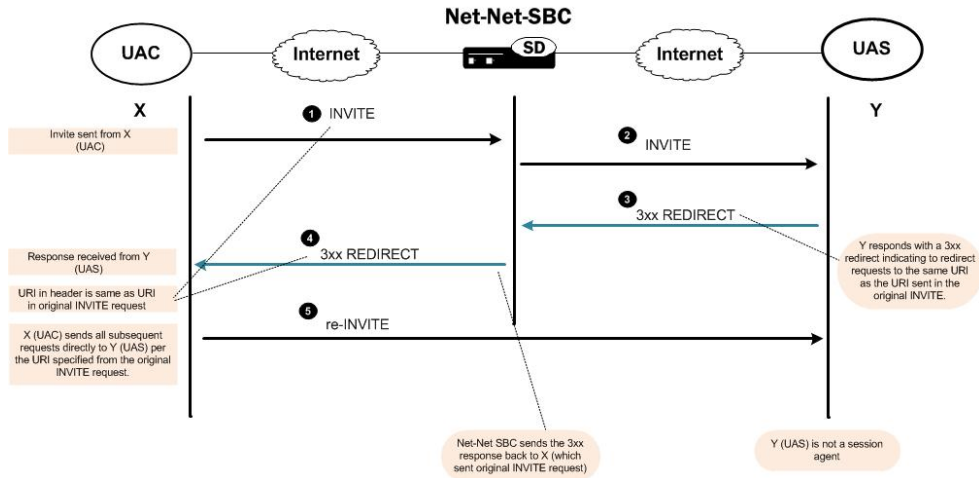 Net-Net-SBC
UAC
Internet
SD
Internet
UAS
X
Y
Invite sent from X
(UAC)
1 INVITE
2
INVITE
3
3xx REDIRECT
4
3xx REDIRECT
Response received from Y
(UAS)
Y responds with a 3xx
redirect indicating to redirect
requests to the same URI
as the URI sent in the
original INVITE.
URI in header is same as URI
in original INVITE request
5
re-INVITE
X (UAC) sends all subsequent
requests directly to Y (UAS) per
the URI specified from the original
INVITE request.
Net-Net SBC sends the 3xx
response back to X (which
sent original INVITE request)
Y (UAS) is not a session
agent